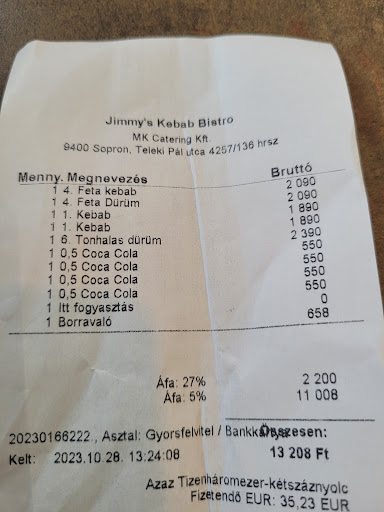 Jimmy's Kebab Bistro
MK Catering Kft.
9400 Sopron, Teleki Pál utca 4257/136 hrsz
Menny. Megnevezés Bruttó
1 4. Feta kebab 2 090
1 4. Feta Dürüm 2 090
1 1. Kebab 1 890
1 1. Kebab 1 890
1 6. Tonhalas dürüm 2 390
1 0,5 Coca Cola 550
1 0,5 Coca Cola 550
1 0,5 Coca Cola 550
1 0,5 Coca Cola 550
1 Itt fogyasztás 0
1 Borravaló 658
Áfa: 27% 2 200
Áfa: 5% 11 008
20230166222., Asztal: Gyorsfelvitel / Bankkártya Összesen:
Kelt: 2023.10.28. 13:24:08 13 208 Ft
Azaz Tizenháromezer-kétszáznyolc
Fizetendő EUR: 35,23 EUR